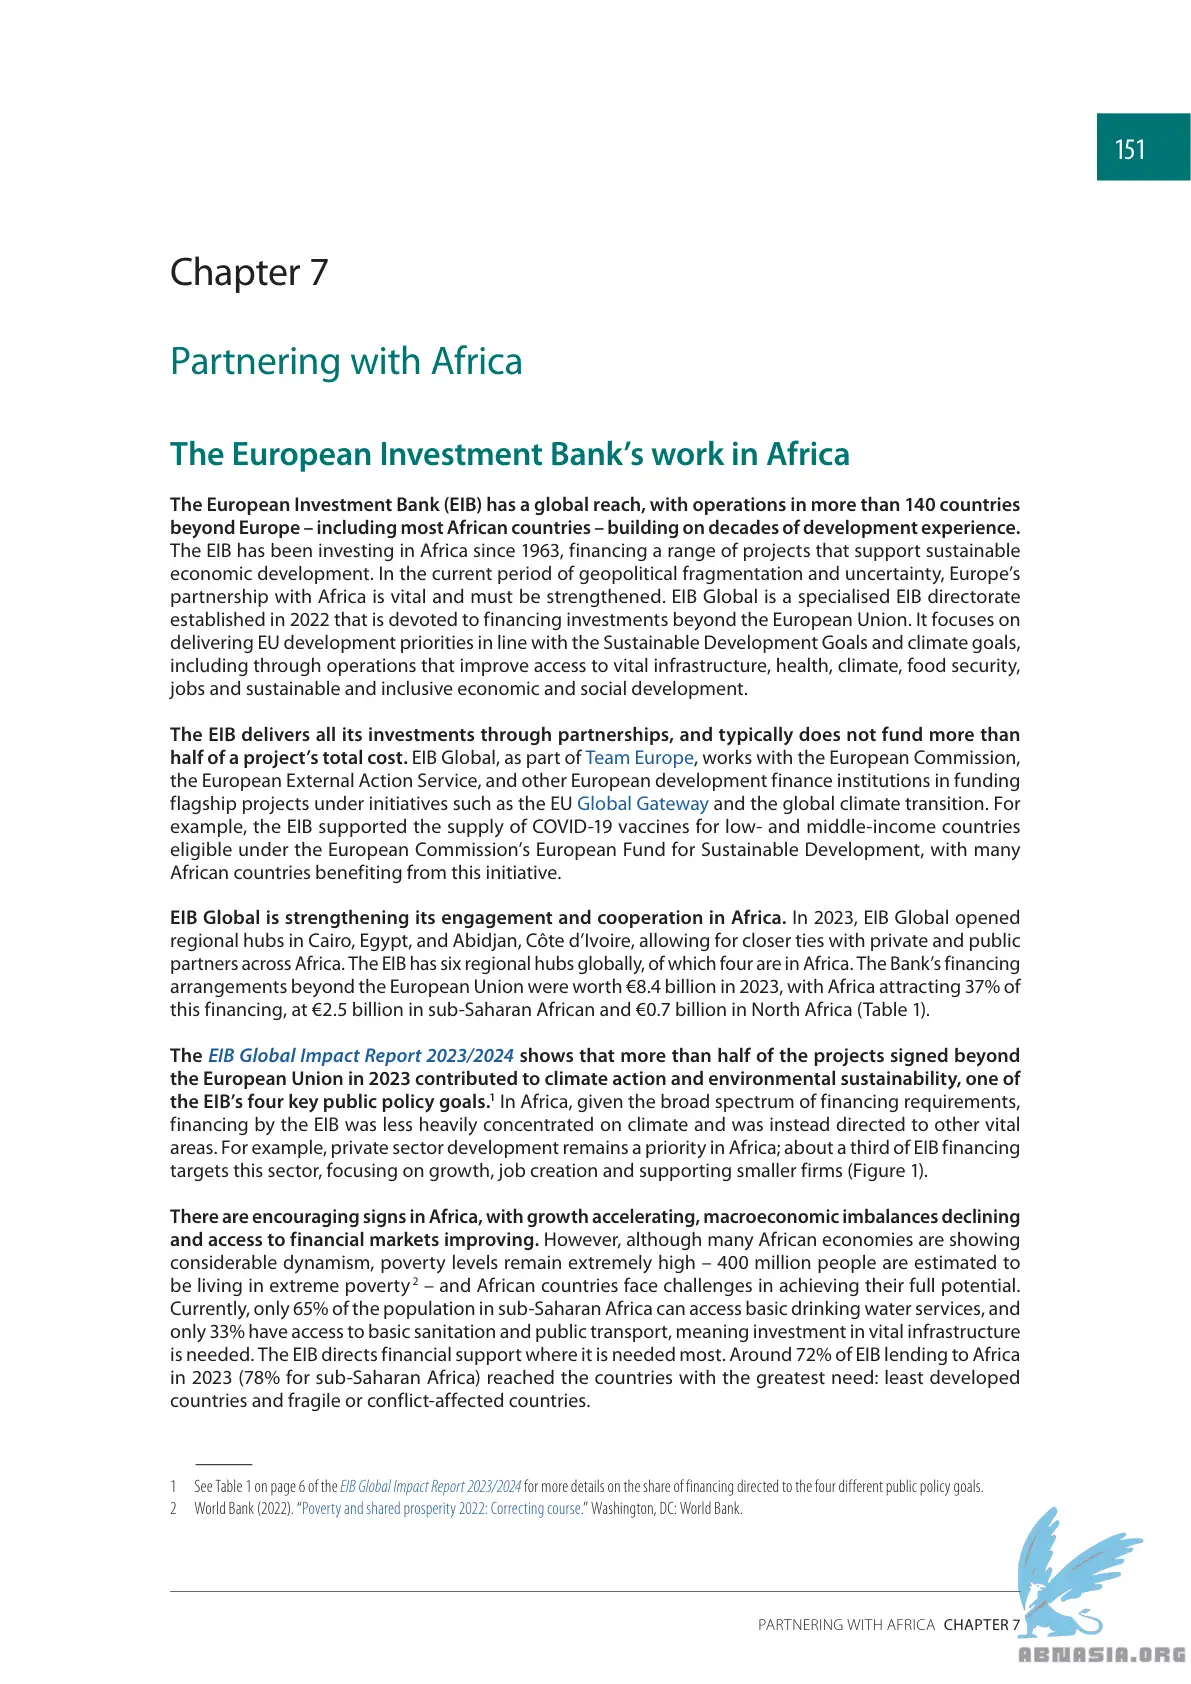 151
Chapter 7
Partnering with Africa
The European Investment Bank’s work in Africa
The European Investment Bank (EIB) has a global reach, with operations in more than 140 countries
beyond Europe – including most African countries – building on decades of development experience.
The EIB has been investing in Africa since 1963, financing a range of projects that support sustainable
economic development. In the current period of geopolitical fragmentation and uncertainty, Europe’s
partnership with Africa is vital and must be strengthened. EIB Global is a specialised EIB directorate
established in 2022 that is devoted to financing investments beyond the European Union. It focuses on
delivering EU development priorities in line with the Sustainable Development Goals and climate goals,
including through operations that improve access to vital infrastructure, health, climate, food security,
jobs and sustainable and inclusive economic and social development.
The EIB delivers all its investments through partnerships, and typically does not fund more than
half of a project’s total cost. EIB Global, as part of Team Europe, works with the European Commission,
the European External Action Service, and other European development finance institutions in funding
flagship projects under initiatives such as the EU Global Gateway and the global climate transition. For
example, the EIB supported the supply of COVID-19 vaccines for low- and middle-income countries
eligible under the European Commission’s European Fund for Sustainable Development, with many
African countries benefiting from this initiative.
EIB Global is strengthening its engagement and cooperation in Africa. In 2023, EIB Global opened
regional hubs in Cairo, Egypt, and Abidjan, Côte d’Ivoire, allowing for closer ties with private and public
partners across Africa. The EIB has six regional hubs globally, of which four are in Africa. The Bank’s financing
arrangements beyond the European Union were worth €8.4 billion in 2023, with Africa attracting 37% of
this financing, at €2.5 billion in sub-Saharan African and €0.7 billion in North Africa (Table 1).
The EIB Global Impact Report 2023/2024 shows that more than half of the projects signed beyond
the European Union in 2023 contributed to climate action and environmental sustainability, one of
the EIB’s four key public policy goals.1 In Africa, given the broad spectrum of financing requirements,
financing by the EIB was less heavily concentrated on climate and was instead directed to other vital
areas. For example, private sector development remains a priority in Africa; about a third of EIB financing
targets this sector, focusing on growth, job creation and supporting smaller firms (Figure 1).
There are encouraging signs in Africa, with growth accelerating, macroeconomic imbalances declining
and access to financial markets improving. However, although many African economies are showing
considerable dynamism, poverty levels remain extremely high – 400 million people are estimated to
be living in extreme poverty 2 – and African countries face challenges in achieving their full potential.
Currently, only 65% of the population in sub-Saharan Africa can access basic drinking water services, and
only 33% have access to basic sanitation and public transport, meaning investment in vital infrastructure
is needed. The EIB directs financial support where it is needed most. Around 72% of EIB lending to Africa
in 2023 (78% for sub-Saharan Africa) reached the countries with the greatest need: least developed
countries and fragile or conflict-affected countries.
1 See Table 1 on page 6 of the EIB Global Impact Report 2023/2024 for more details on the share of financing directed to the four different public policy goals.
2 World Bank (2022). “Poverty and shared prosperity 2022: Correcting course.” Washington, DC: World Bank.
PARTNERING WITH AFRICA CHAPTER 7
ABNASIA.ORG